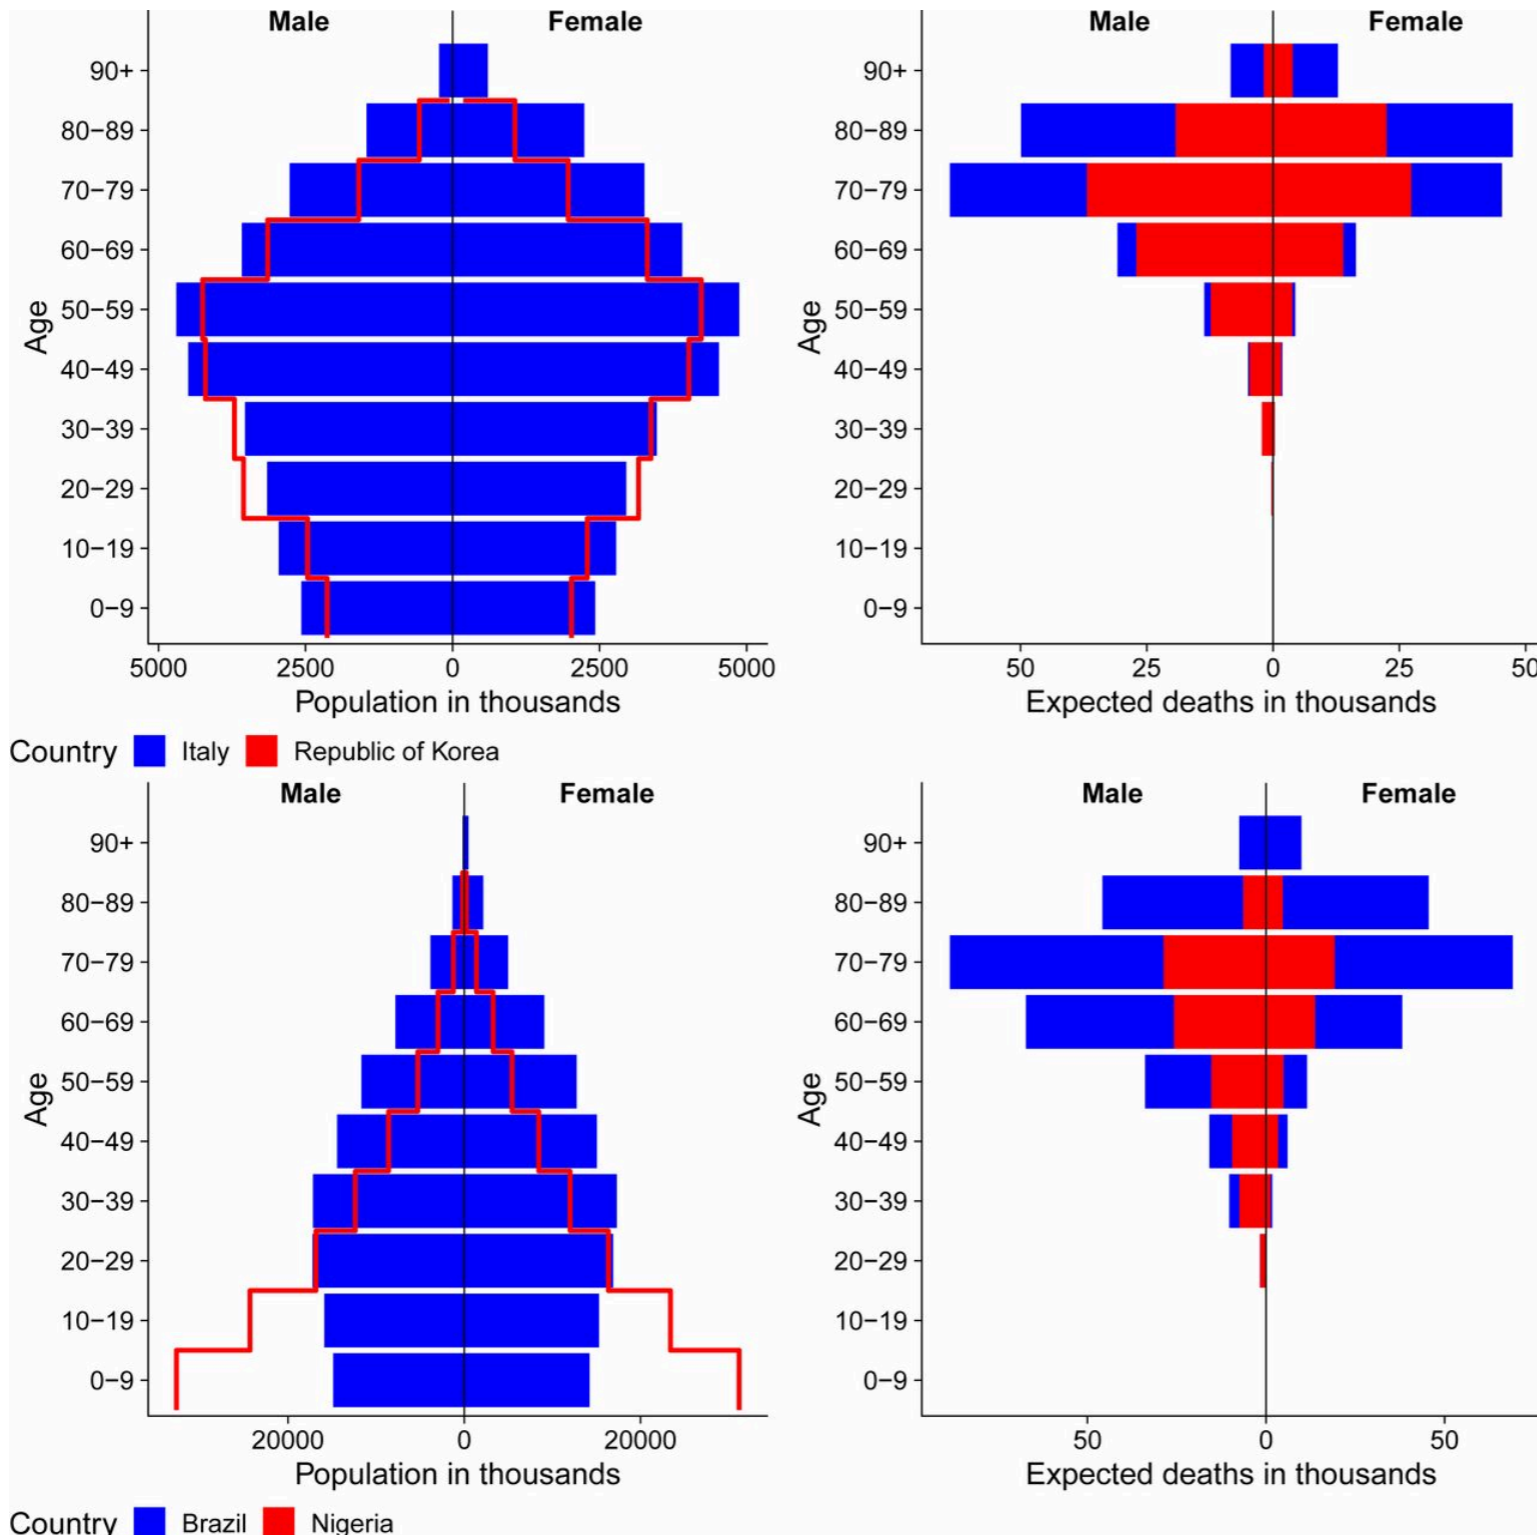 Male Female
90+
80−89
70−79
60−69
50−59
40−49
30−39
20−29
10−19
0−9
Age
5000 2500 0 2500 5000
Population in thousands
Country Italy Republic of Korea
Male Female
90+
80−89
70−79
60−69
50−59
40−49
30−39
20−29
10−19
0−9
Age
50 25 0 25 50
Expected deaths in thousands
Male Female
90+
80−89
70−79
60−69
50−59
40−49
30−39
20−29
10−19
0−9
Age
20000 0 20000
Population in thousands
Country Brazil Nigeria
Male Female
90+
80−89
70−79
60−69
50−59
40−49
30−39
20−29
10−19
0−9
Age
50 0 50
Expected deaths in thousands